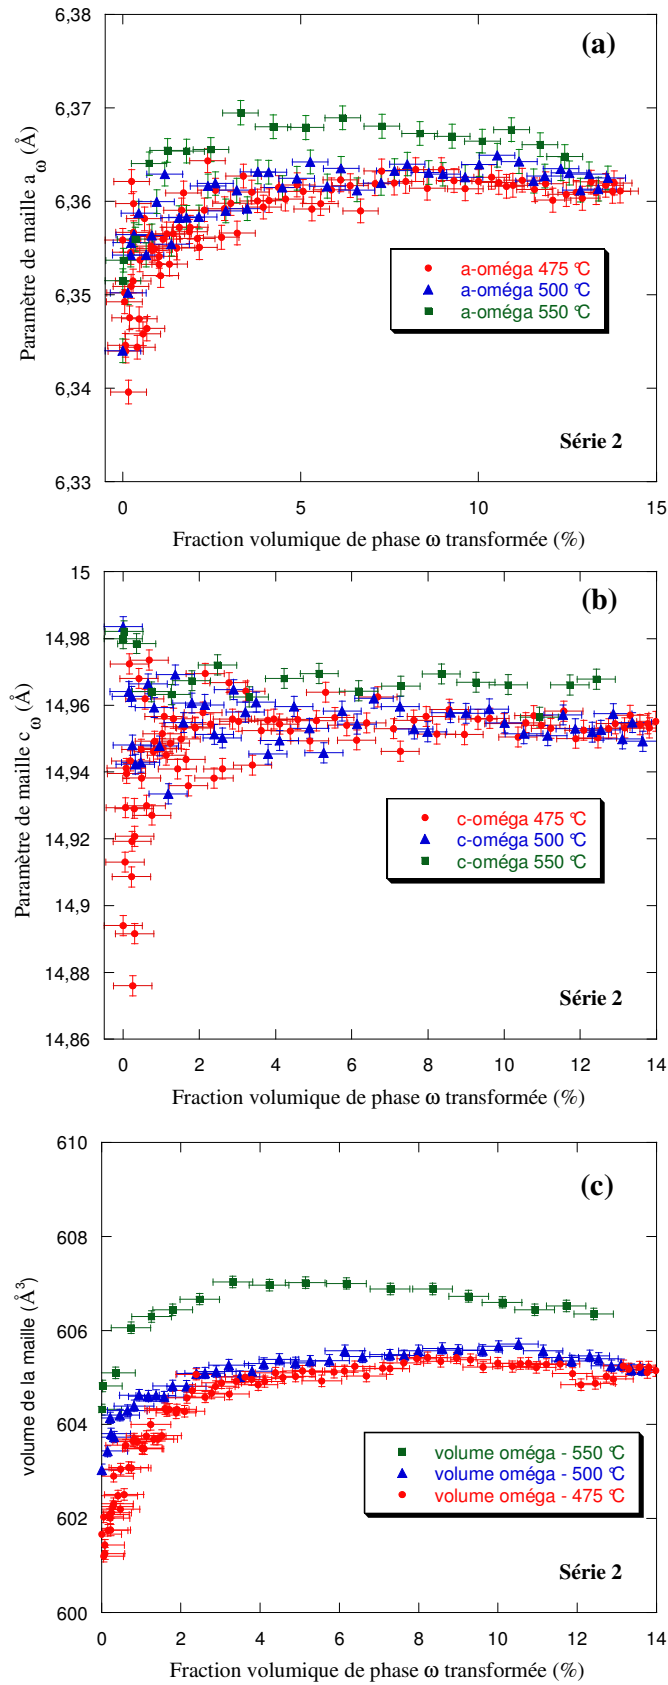 6,38
(a)
6,37
6,36
6,35
6,34
6,33
Paramètre de maille aω (Å)
a-oméga 475 °C
a-oméga 500 °C
a-oméga 550 °C
Série 2
0 5 10 15
Fraction volumique de phase ω transformée (%)
15
(b)
14,98
14,96
14,94
14,92
14,9
14,88
14,86
Paramètre de maille cω (Å)
c-oméga 475 °C
c-oméga 500 °C
c-oméga 550 °C
Série 2
0 2 4 6 8 10 12 14
Fraction volumique de phase ω transformée (%)
610
(c)
608
606
604
602
600
volume de la maille (Å³)
volume oméga - 550 °C
volume oméga - 500 °C
volume oméga - 475 °C
Série 2
0 2 4 6 8 10 12 14
Fraction volumique de phase ω transformée (%)